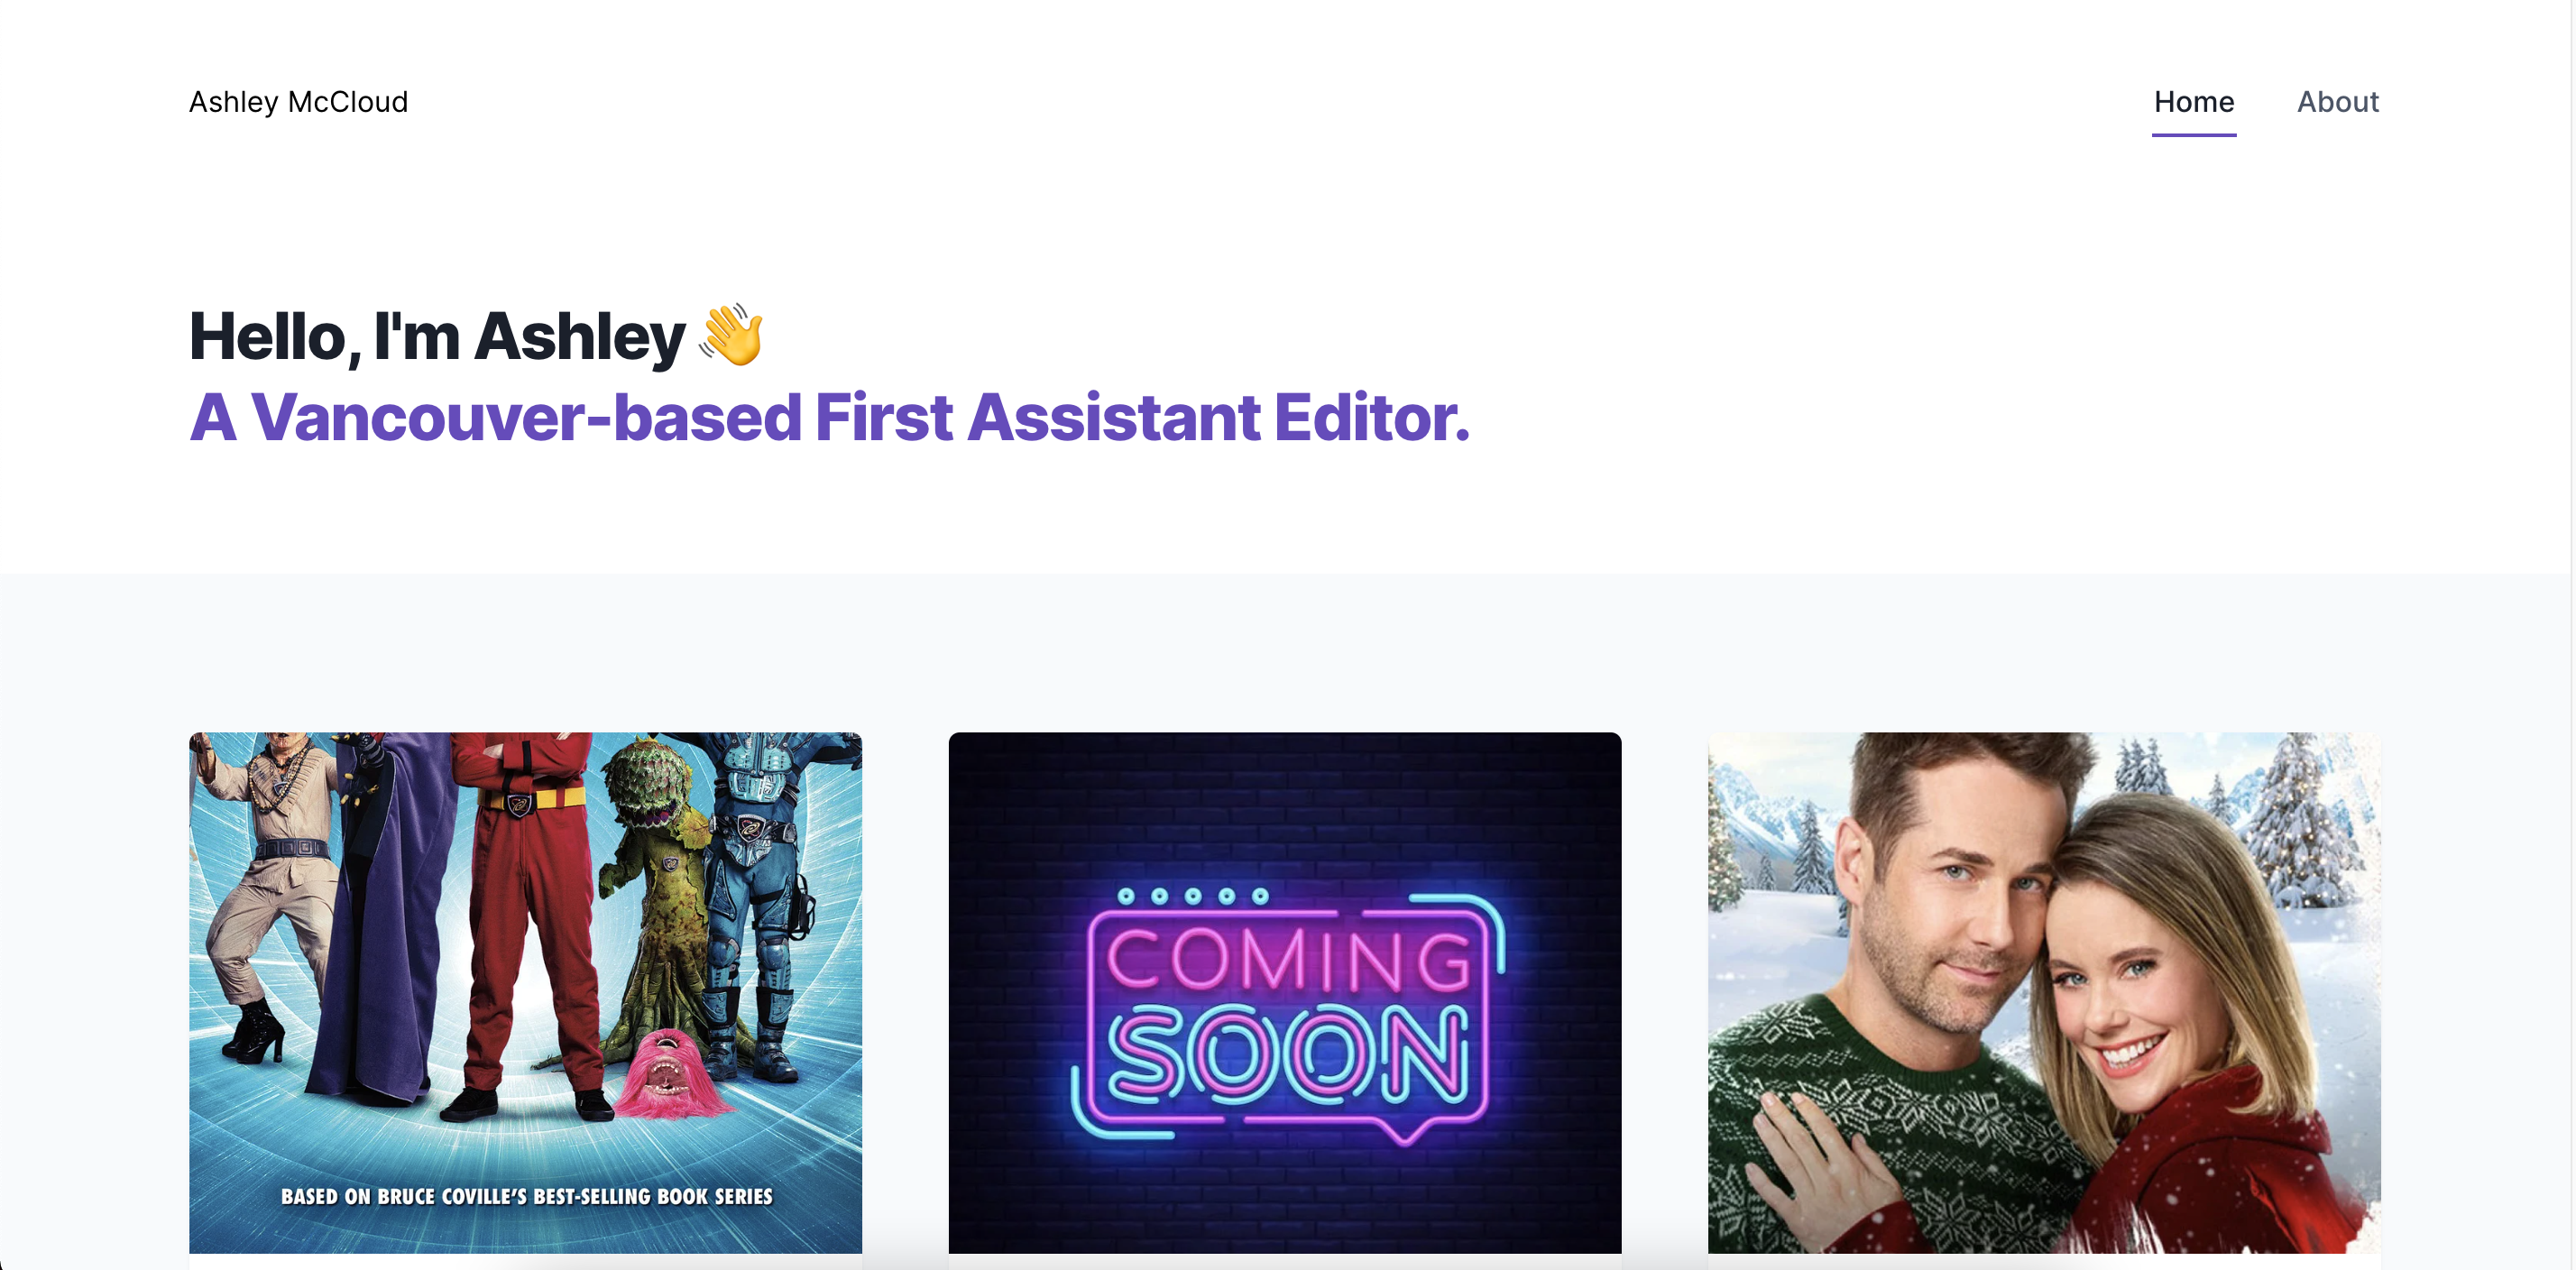 Ashley McCloud
Home
About
Hello, I'm Ashley 👋
A Vancouver-based First Assistant Editor.
BASED ON BRUCE COVILLE'S BEST-SELLING BOOK SERIES
COMING
SOON